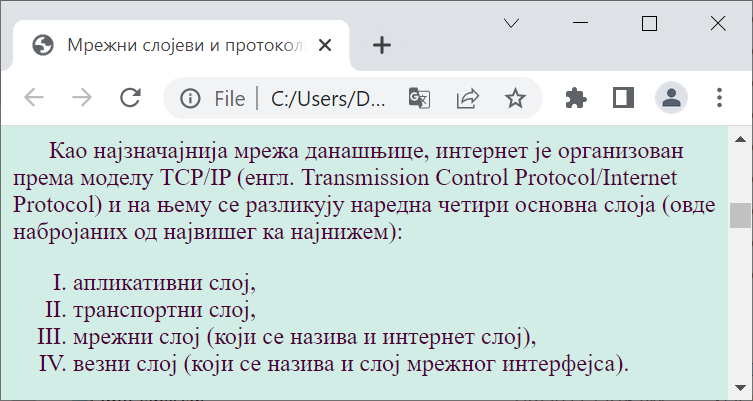 Мрежни слојеви и протокол
File
C:/Users/D...
Као најзначајнија мрежа данашњице, интернет је организован
према моделу TCP/IP (енгл. Transmission Control Protocol/Internet
Protocol) и на њему се разликују наредна четири основна слоја (овде
набројаних од највишег ка најнижем):
I. апликативни слој,
II. транспортни слој,
III. мрежни слој (који се назива и интернет слој),
IV. везни слој (који се назива и слој мрежног интерфејса).